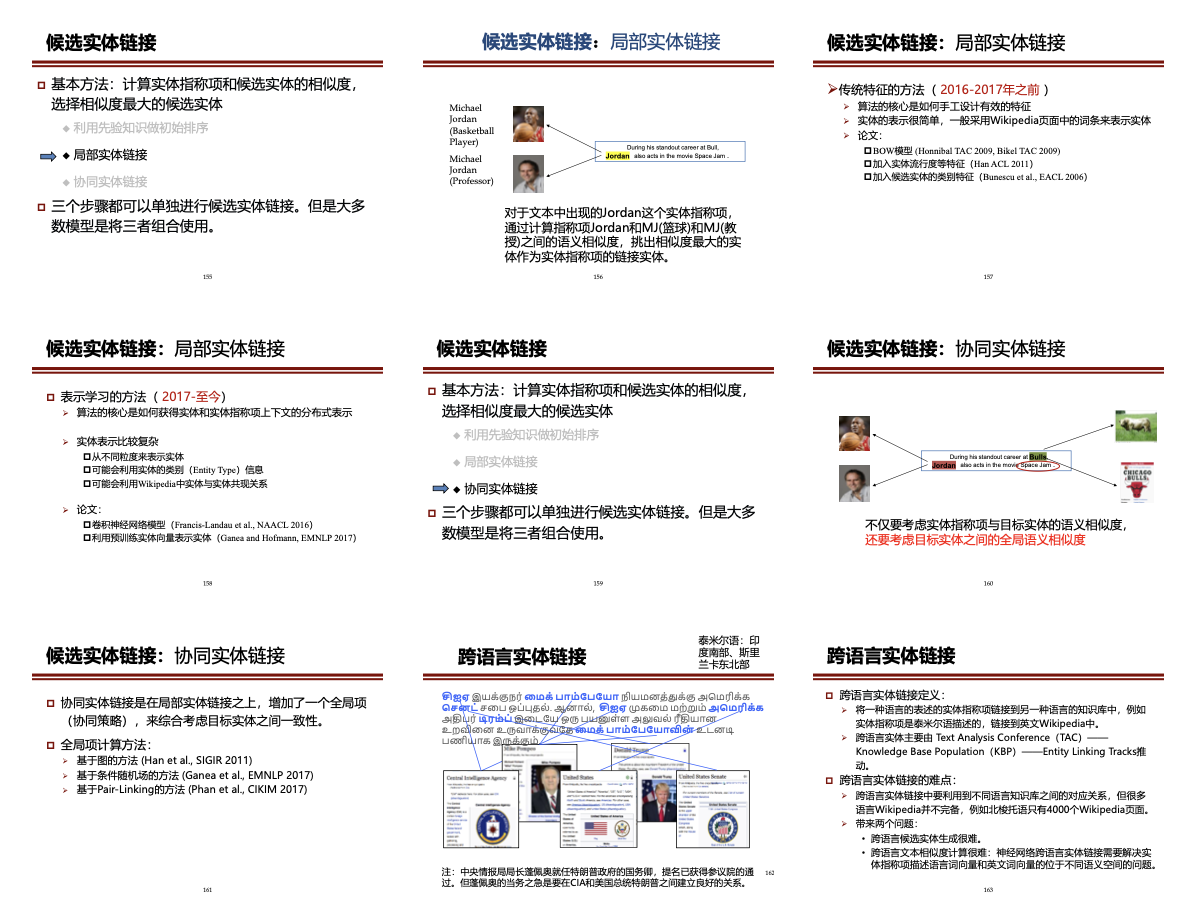 候选实体链接
基本方法：计算实体指称项和候选实体的相似度，
选择相似度最大的候选实体
利用先验知识做初始排序
局部实体链接
协同实体链接
三个步骤都可以单独进行候选实体链接。但是大多
数模型是将三者组合使用。
155
候选实体链接：局部实体链接
Michael
Jordan
(Basketball
Player)
Michael
Jordan
(Professor)
During his standout career at Bull,
Jordan also acts in the movie Space Jam .
对于文本中出现的Jordan这个实体指称项，
通过计算指称项Jordan和MJ(篮球)和MJ(教
授)之间的语义相似度，挑出相似度最大的实
体作为实体指称项的链接实体。
156
候选实体链接：局部实体链接
传统特征的方法（ 2016-2017年之前 ）
算法的核心是如何手工设计有效的特征
实体的表示很简单，一般采用Wikipedia页面中的词条来表示实体
论文：
BOW模型 (Honnibal TAC 2009, Bikel TAC 2009)
加入实体流行度等特征（Han ACL 2011）
加入候选实体的类别特征（Bunescu et al., EACL 2006）
157
候选实体链接：局部实体链接
表示学习的方法（ 2017-至今）
算法的核心是如何获得实体和实体指称项上下文的分布式表示
实体表示比较复杂
从不同粒度来表示实体
可能会利用实体的类别（Entity Type）信息
可能会利用Wikipedia中实体与实体共现关系
论文：
卷积神经网络模型（Francis-Landau et al., NAACL 2016）
利用预训练实体向量表示实体（Ganea and Hofmann, EMNLP 2017）
158
候选实体链接
基本方法：计算实体指称项和候选实体的相似度，
选择相似度最大的候选实体
利用先验知识做初始排序
局部实体链接
协同实体链接
三个步骤都可以单独进行候选实体链接。但是大多
数模型是将三者组合使用。
159
候选实体链接：协同实体链接
During his standout career at Bulls,
Jordan also acts in the movie Space Jam .
CHICAGO
BULLS
不仅要考虑实体指称项与目标实体的语义相似度，
还要考虑目标实体之间的全局语义相似度
160
候选实体链接：协同实体链接
协同实体链接是在局部实体链接之上，增加了一个全局项
（协同策略），来综合考虑目标实体之间一致性。
全局项计算方法：
基于图的方法 (Han et al., SIGIR 2011)
基于条件随机场的方法 (Ganea et al., EMNLP 2017)
基于Pair-Linking的方法 (Phan et al., CIKIM 2017)
161
跨语言实体链接
泰米尔语：印
度南部、斯里
兰卡东北部
சிஐஏ இயக்குநர் மைக் பாம்பேயோ நியமனத்துக்கு அமெரிக்க
செனட் சபை ஒப்புதல். ஆனால், சிஐஏ முகமை மற்றும் அமெரிக்க
அதிபர் டிரம்ப் இடையே ஒரு பயனுள்ள அலுவல் ரீதியான
உறவினை உருவாக்குவதே மைக் பாம்பேயோவின் உடனடி
பணியாக இருக்கும்
Mike Pompeo
Donald Trump
Central Intelligence Agency
United States
United States Senate
注：中央情报局局长蓬佩奥就任特朗普政府的国务卿，提名已获得参议院的通
过。但蓬佩奥的当务之急是要在CIA和美国总统特朗普之间建立良好的关系。
162
跨语言实体链接
跨语言实体链接定义：
将一种语言的表述的实体指称项链接到另一种语言的知识库中，例如
实体指称项是泰米尔语描述的，链接到英文Wikipedia中。
跨语言实体主要由 Text Analysis Conference（TAC）——
Knowledge Base Population（KBP）——Entity Linking Tracks推
动。
跨语言实体链接的难点：
跨语言实体链接中要利用到不同语言知识库之间的对应关系，但很多
语言Wikipedia并不完备，例如北梭托语只有4000个Wikipedia页面。
带来两个问题：
跨语言候选实体生成很难。
跨语言文本相似度计算很难：神经网络跨语言实体链接需要解决实
体指称项描述语言词向量和英文词向量的位于不同语义空间的问题。
163